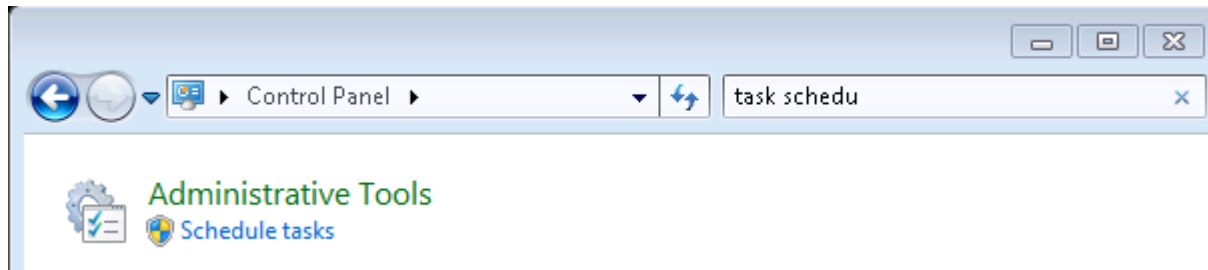 Control Panel
task schedu
Administrative Tools
Schedule tasks